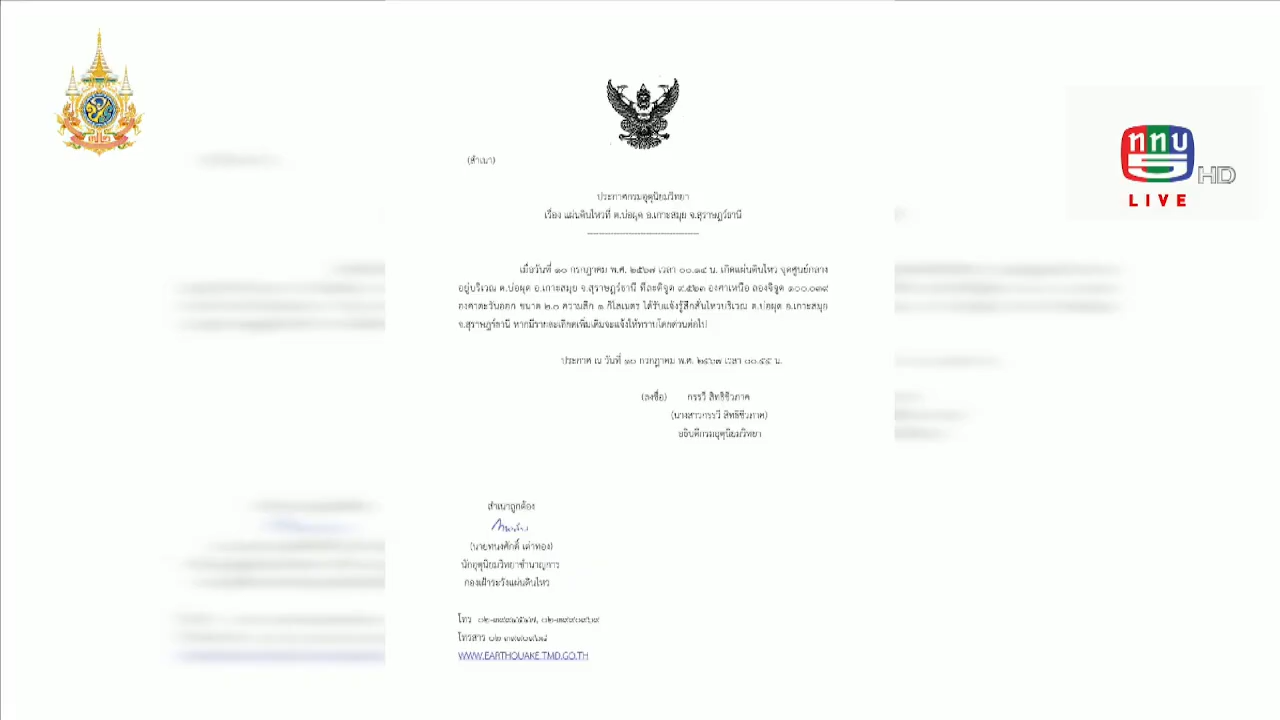 ททบ
5 HD
LIVE
(สำเนา)
ประกาศกรมอุตุนิยมวิทยา
เรื่อง แผ่นดินไหวที่ ต.บ่อผุด อ.เกาะสมุย จ.สุราษฎร์ธานี
เมื่อวันที่ ๑๐ กรกฎาคม พ.ศ. ๒๕๖๗ เวลา ๐๐.๑๔ น. เกิดแผ่นดินไหว จุดศูนย์กลาง
อยู่บริเวณ ต.บ่อผุด อ.เกาะสมุย จ.สุราษฎร์ธานี ที่ละติจูด ๙.๕๖๓ องศาเหนือ ลองจิจูด ๑๐๐.๐๓๙
องศาตะวันออก ขนาด ๒.๐ ความลึก ๑ กิโลเมตร ได้รับแจ้งรู้สึกสั่นไหวบริเวณ ต.บ่อผุด อ.เกาะสมุย
จ.สุราษฎร์ธานี หากมีรายละเอียดเพิ่มเติมจะแจ้งให้ทราบโดยด่วนต่อไป
ประกาศ ณ วันที่ ๑๐ กรกฎาคม พ.ศ. ๒๕๖๗ เวลา ๐๐.๕๕ น.
(ลงชื่อ) กรรวี สิทธิชีวภาค
(นางสาวกรรวี สิทธิชีวภาค)
อธิบดีกรมอุตุนิยมวิทยา
สำเนาถูกต้อง
(นายทนงศักดิ์ เต่าทอง)
นักอุตุนิยมวิทยาชำนาญการ
กองเฝ้าระวังแผ่นดินไหว
โทร
โทรสาร
WWW.EARTHQUAKE.TMD.GO.TH